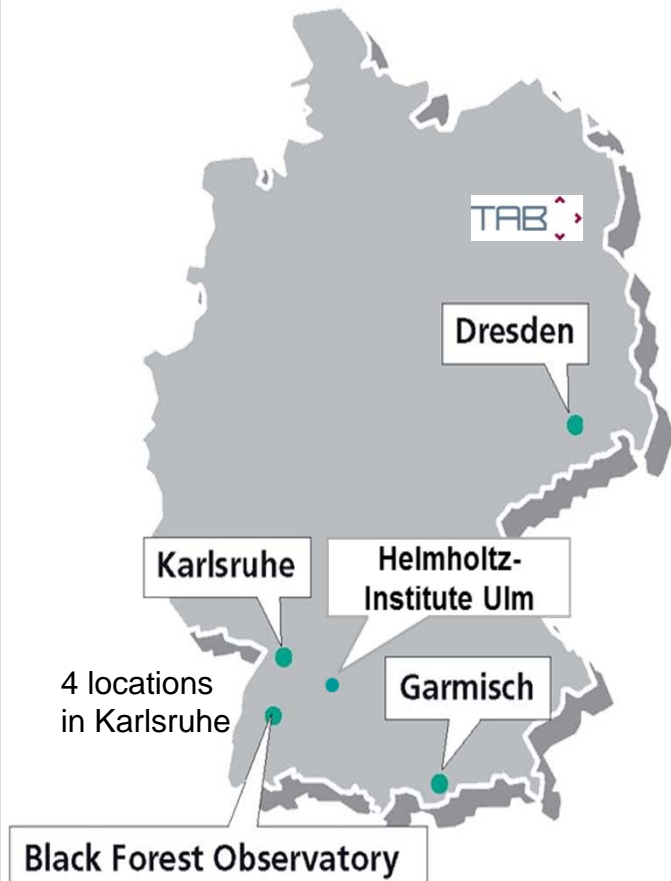 TAB
Dresden
Karlsruhe
Helmholtz-
Institute Ulm
4 locations
in Karlsruhe
Garmisch
Black Forest Observatory